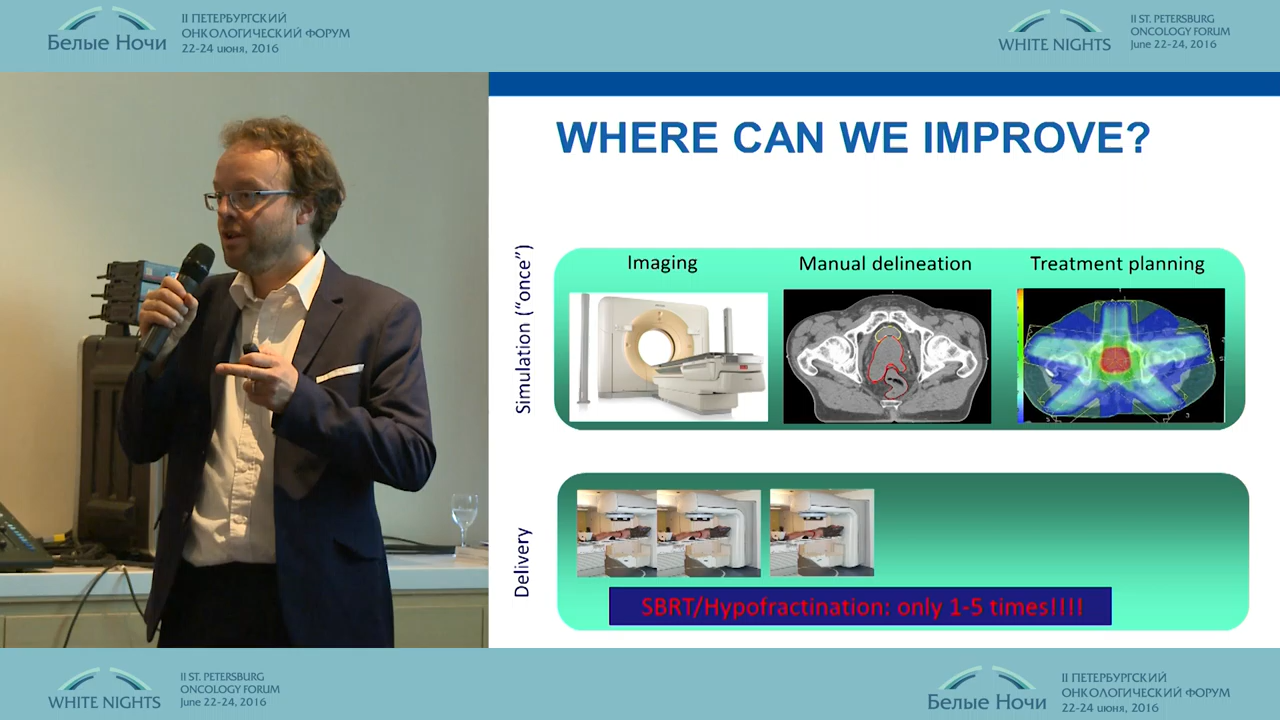 Белые Ночи
II ПЕТЕРБУРГСКИЙ
ОНКОЛОГИЧЕСКИЙ ФОРУМ
22-24 июня, 2016
WHITE NIGHTS
II ST. PETERSBURG
ONCOLOGY FORUM
June 22-24, 2016
WHERE CAN WE IMPROVE?
Simulation ("once")
Imaging
Manual delineation
Treatment planning
Delivery
SBRT/Hypofractination: only 1-5 times!!!!
WHITE NIGHTS
II ST. PETERSBURG
ONCOLOGY FORUM
June 22-24, 2016
Белые Ночи
II ПЕТЕРБУРГСКИЙ
ОНКОЛОГИЧЕСКИЙ ФОРУМ
22-24 июня, 2016